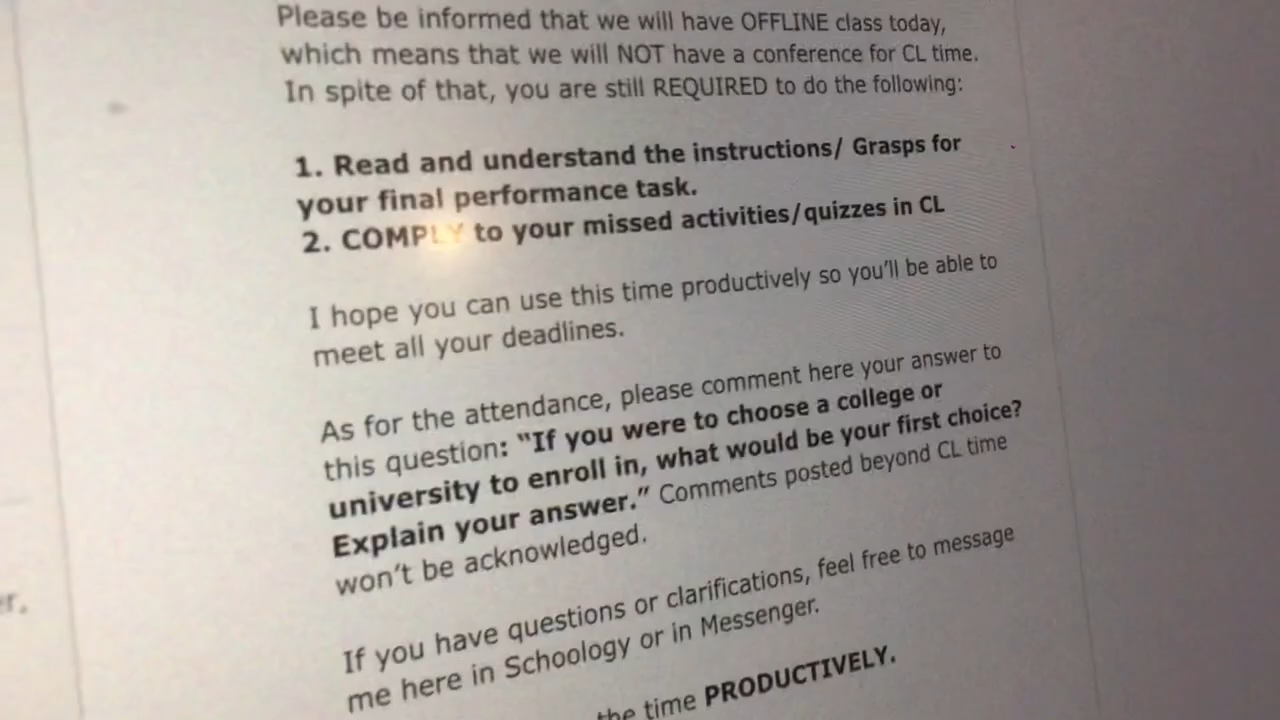 Please be informed that we will have OFFLINE class today,
which means that we will NOT have a conference for CL time.
In spite of that, you are still REQUIRED to do the following:
1. Read and understand the instructions/ Grasps for
your final performance task.
2. COMPLY to your missed activities/quizzes in CL
I hope you can use this time productively so you'll be able to
meet all your deadlines.
As for the attendance, please comment here your answer to
this question: "If you were to choose a college or
university to enroll in, what would be your first choice?
Explain your answer." Comments posted beyond CL time
won't be acknowledged.
If you have questions or clarifications, feel free to message
me here in Schoology or in Messenger.
the time PRODUCTIVELY.